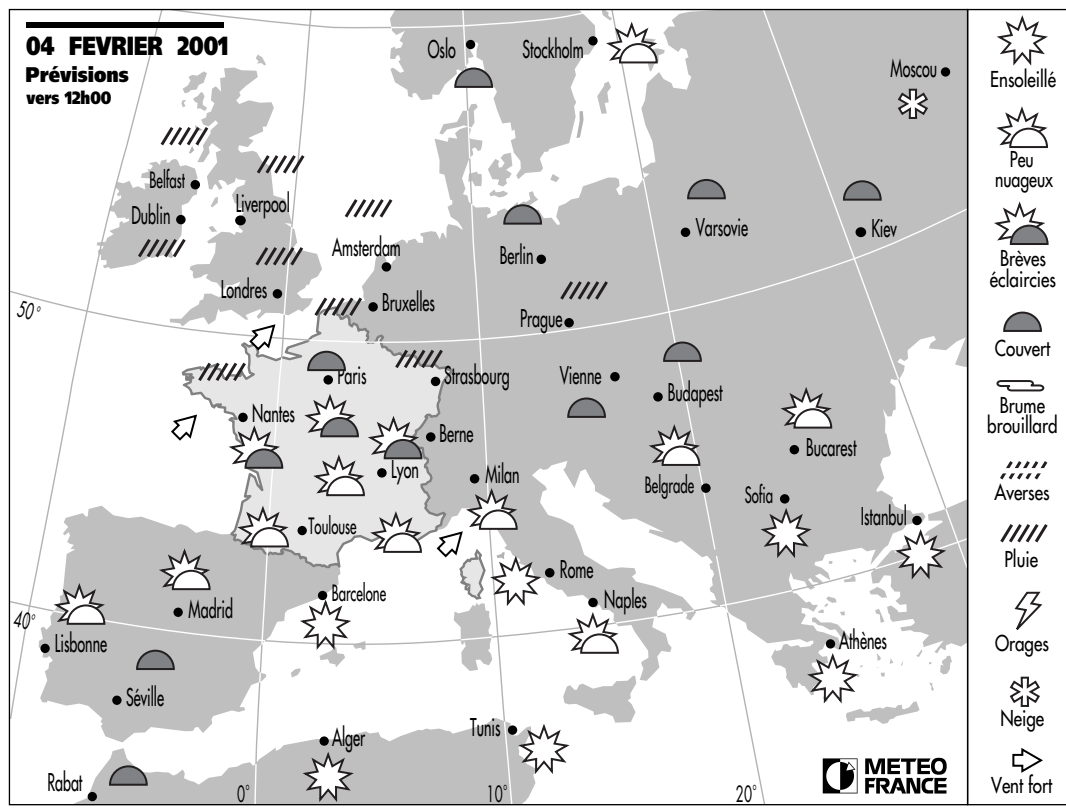 04 FEVRIER 2001
Prévisions
vers 12h00
Oslo
Stockholm
Moscou
Belfast
Dublin
Liverpool
Amsterdam
Berlin
Varsovie
Kiev
Londres
Bruxelles
Prague
50°
Paris
Strasbourg
Vienne
Budapest
Nantes
Berne
Bucarest
Lyon
Milan
Belgrade
Sofia
Istanbul
Toulouse
Rome
Barcelone
Naples
Madrid
40°
Lisbonne
Athènes
Séville
Alger
Tunis
Rabat
0°
10°
20°
METEO
FRANCE
Ensoleillé
Peu
nuageux
Brèves
éclaircies
Couvert
Brume
brouillard
Averses
Pluie
Orages
Neige
Vent fort